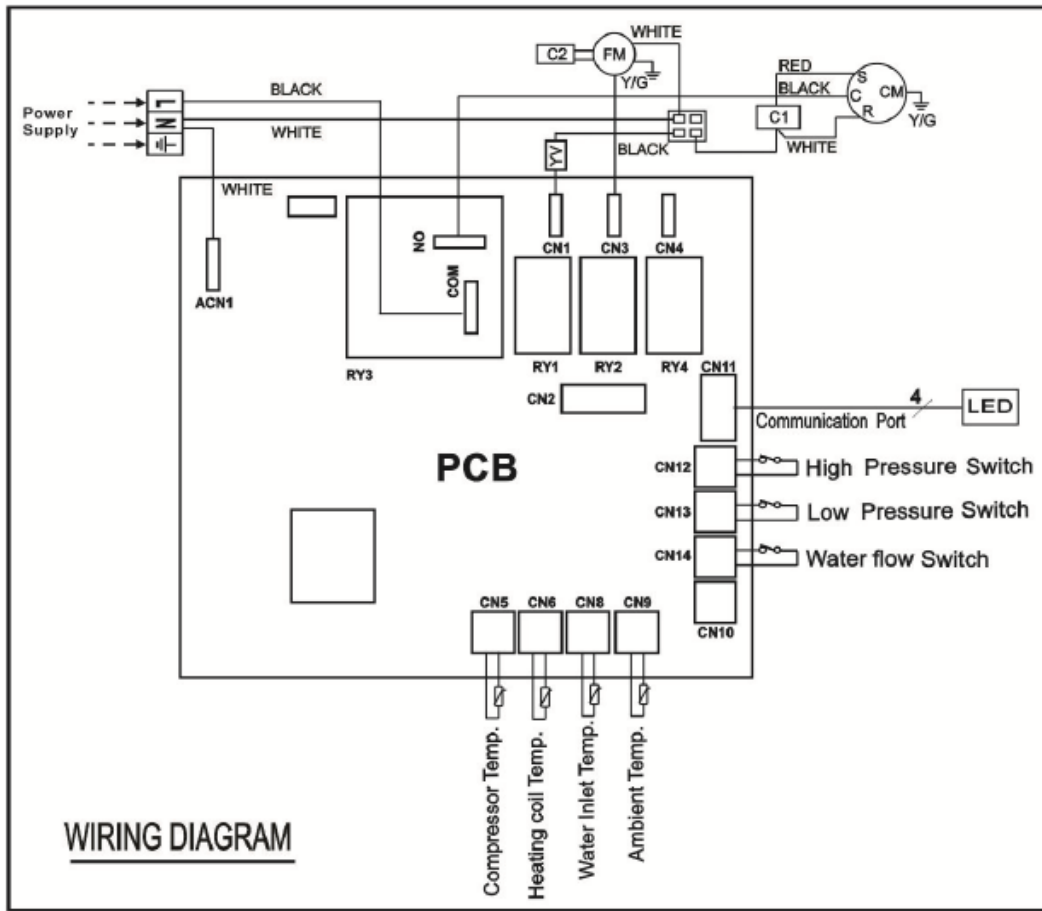 WHITE
C2
FM
Y/G
RED
S
BLACK
C
CM
R
C1
Y/G
WHITE
Power
Supply
L
N
BLACK
WHITE
BLACK
YV
WHITE
ACN1
NO
COM
CN1
CN3
CN4
RY3
RY1
RY2
RY4
CN11
CN2
4
LED
Communication Port
PCB
CN12
High Pressure Switch
CN13
Low Pressure Switch
CN14
Water flow Switch
CN10
CN5
CN6
CN8
CN9
Compressor Temp.
Heating coil Temp.
Water Inlet Temp.
Ambient Temp.
WIRING DIAGRAM